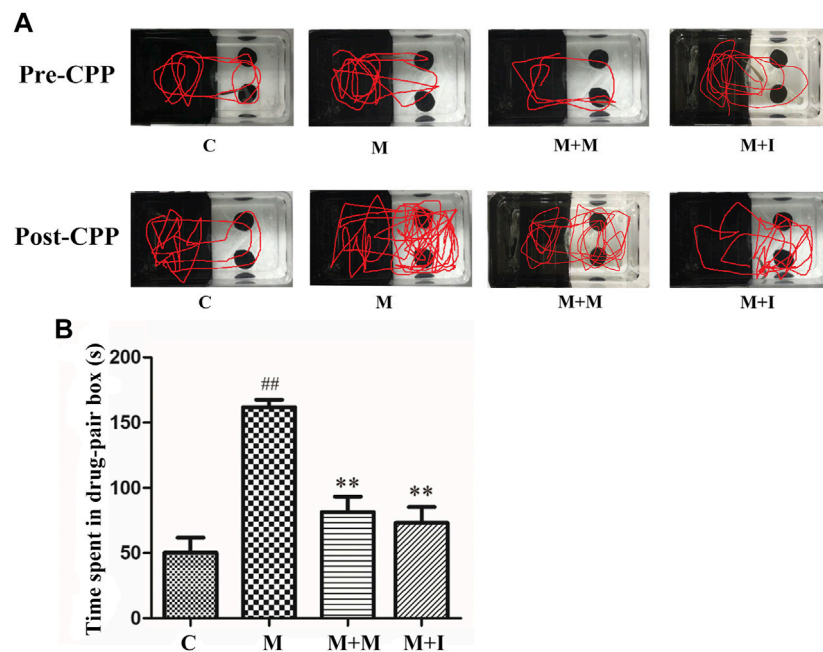 A
Pre-CPP
C M M+M M+I
Post-CPP
C M M+M M+I
B
Time spent in drug-pair box (s)
200
150
100
50
0
##
**
**
C M M+M M+I